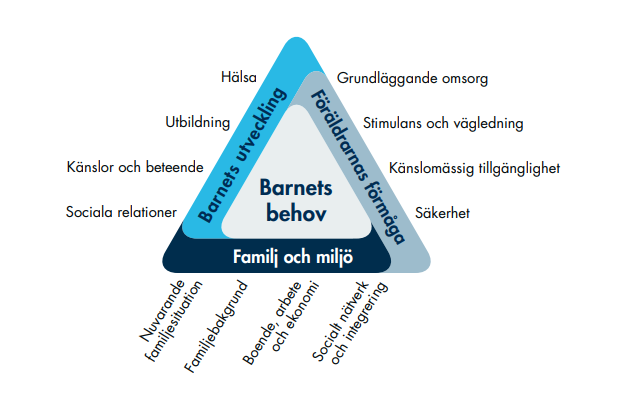 Hälsa
Utbildning
Känslor och beteende
Sociala relationer
Barnets utveckling
Barnets
behov
Föräldrarnas förmåga
Grundläggande omsorg
Stimulans och vägledning
Känslomässig tillgänglighet
Säkerhet
Familj och miljö
Nuvarande
familjesituation
Familjebakgrund
Boende, arbete
och ekonomi
Socialt nätverk
och integrering